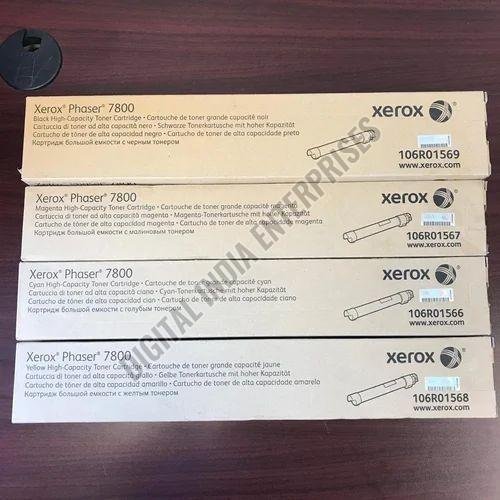 Xerox® Phaser® 7800
Black High-Capacity Toner Cartridge • Cartouche de toner grande capacité noir
Cartuccia di toner ad alta capacità nero • Schwarze Tonerkartusche mit hoher Kapazität
Cartucho de toner de alta capacidad negro • Cartucho de toner de alta capacidade preto
Картридж большой емкости с черным тонером
xerox
106R01569
www.xerox.com
Xerox® Phaser® 7800
Magenta High-Capacity Toner Cartridge • Cartouche de toner grande capacité magenta
Cartuccia di toner ad alta capacità magenta • Magenta-Tonerkartusche mit hoher Kapazität
Cartucho de toner de alta capacidad magenta • Cartucho de toner de alta capacidade magenta
Картридж большой емкости с малиновым тонером
xerox
106R01567
www.xerox.com
Xerox® Phaser® 7800
Cyan High-Capacity Toner Cartridge • Cartouche de toner grande capacité cyan
Cartuccia di toner ad alta capacità ciano • Cyan-Tonerkartusche mit hoher Kapazität
Cartucho de toner de alta capacidad cian • Cartucho de toner de alta capacidade ciano
Картридж большой емкости с голубым тонером
xerox
106R01566
www.xerox.com
Xerox® Phaser® 7800
Yellow High-Capacity Toner Cartridge • Cartouche de toner grande capacité jaune
Cartuccia di toner ad alta capacità giallo • Gelbe Tonerkartusche mit hoher Kapazität
Cartucho de toner de alta capacidad amarillo • Cartucho de toner de alta capacidade amarelo
Картридж большой емкости с желтым тонером
xerox
106R01568
www.xerox.com
DIGITAL INDIA ENTERPRISES